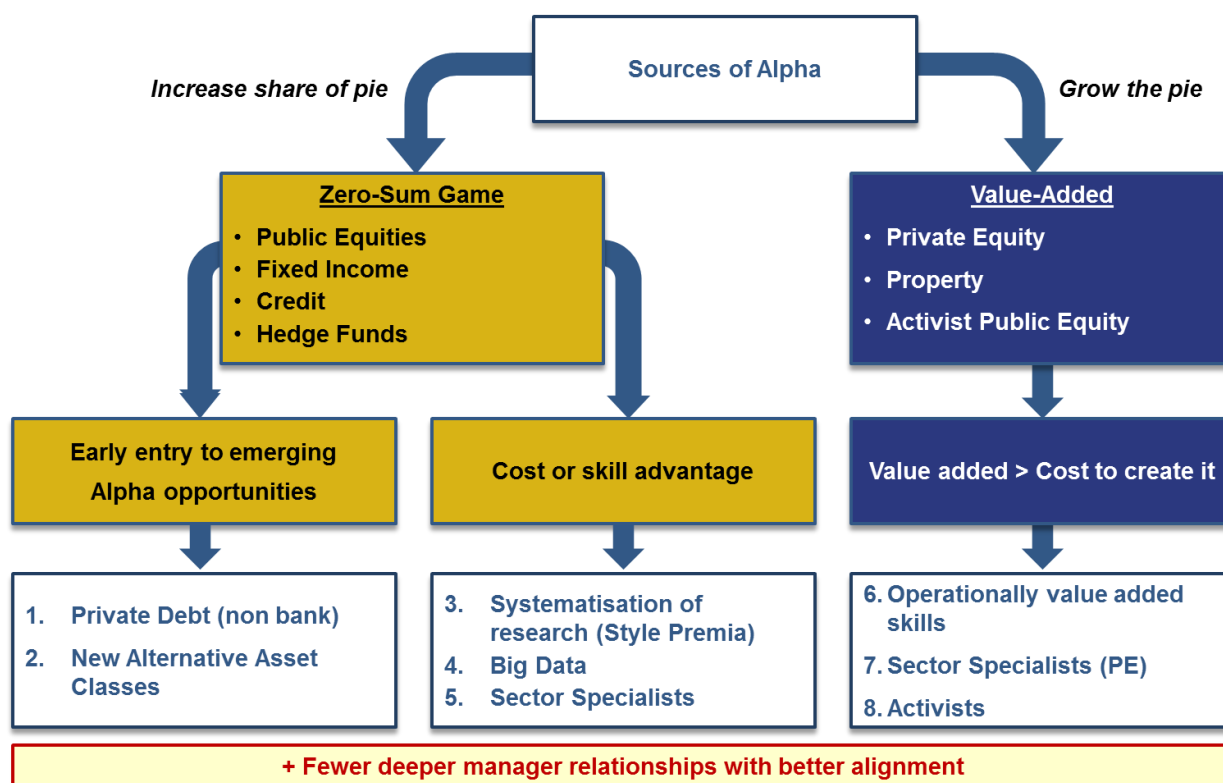 Sources of Alpha
Increase share of pie
Grow the pie
Zero-Sum Game
• Public Equities
• Fixed Income
• Credit
• Hedge Funds
Value-Added
• Private Equity
• Property
• Activist Public Equity
Early entry to emerging
Alpha opportunities
Cost or skill advantage
Value added > Cost to create it
1. Private Debt (non bank)
2. New Alternative Asset
Classes
3. Systematisation of
research (Style Premia)
4. Big Data
5. Sector Specialists
6. Operationally value added
skills
7. Sector Specialists (PE)
8. Activists
+ Fewer deeper manager relationships with better alignment